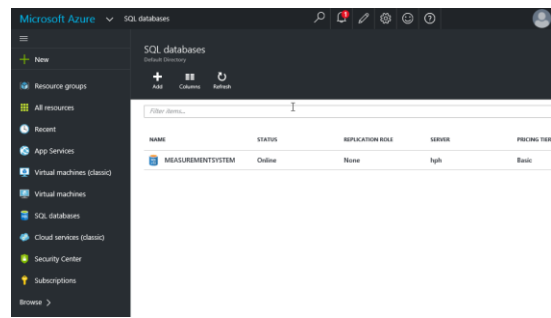 Microsoft Azure SQL databases
New
Resource groups
All resources
Recent
App Services
Virtual machines (classic)
Virtual machines
SQL databases
Cloud services (classic)
Security Center
Subscriptions
Browse >
SQL databases
Default Directory
Add Columns Refresh
Filter items...
NAME STATUS REPLICATION ROLE SERVER PRICING TIER
MEASUREMENTSYSTEM Online None hph Basic